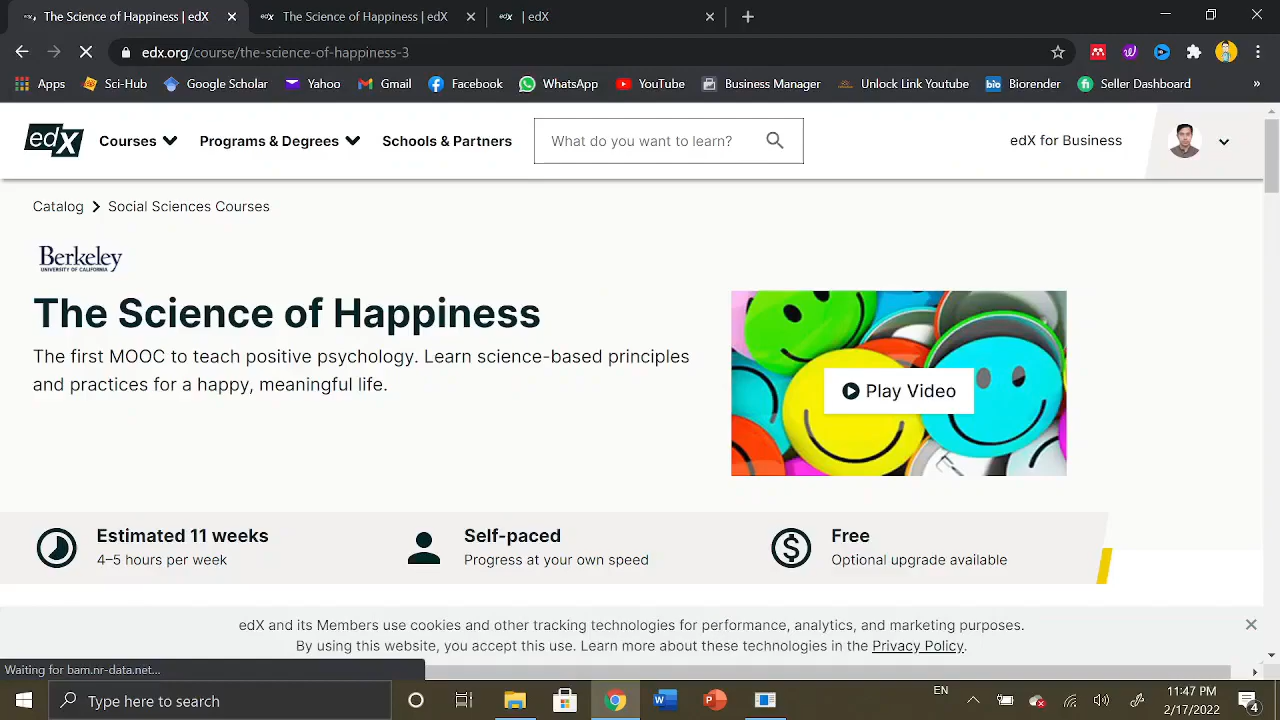 The Science of Happiness | edX
The Science of Happiness | edX
| edX
edx.org/course/the-science-of-happiness-3
Apps
Sci-Hub
Google Scholar
Yahoo
Gmail
Facebook
WhatsApp
YouTube
Business Manager
Unlock Link Youtube
bio Biorender
Seller Dashboard
»
edX
Courses
Programs & Degrees
Schools & Partners
What do you want to learn?
edX for Business
Catalog > Social Sciences Courses
Berkeley
UNIVERSITY OF CALIFORNIA
The Science of Happiness
The first MOOC to teach positive psychology. Learn science-based principles
and practices for a happy, meaningful life.
Play Video
Estimated 11 weeks
4–5 hours per week
Self-paced
Progress at your own speed
Free
Optional upgrade available
edX and its Members use cookies and other tracking technologies for performance, analytics, and marketing purposes.
By using this website, you accept this use. Learn more about these technologies in the Privacy Policy.
Waiting for bam.nr-data.net...
Type here to search
EN
11:47 PM
2/17/2022